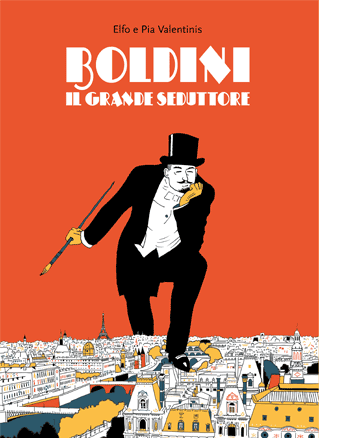 Elfo e Pia Valentinis
BOLDINI
IL GRANDE SEDUTTORE